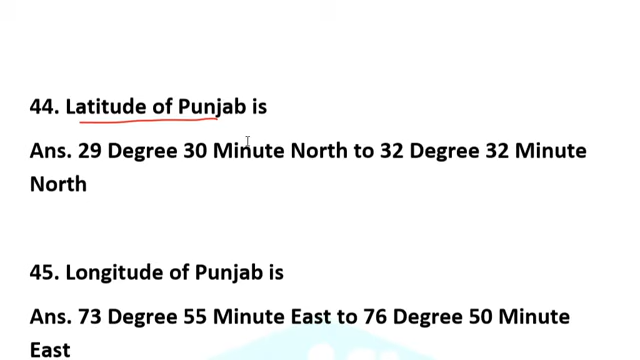 44. Latitude of Punjab is
Ans. 29 Degree 30 Minute North to 32 Degree 32 Minute
North
45. Longitude of Punjab is
Ans. 73 Degree 55 Minute East to 76 Degree 50 Minute
East